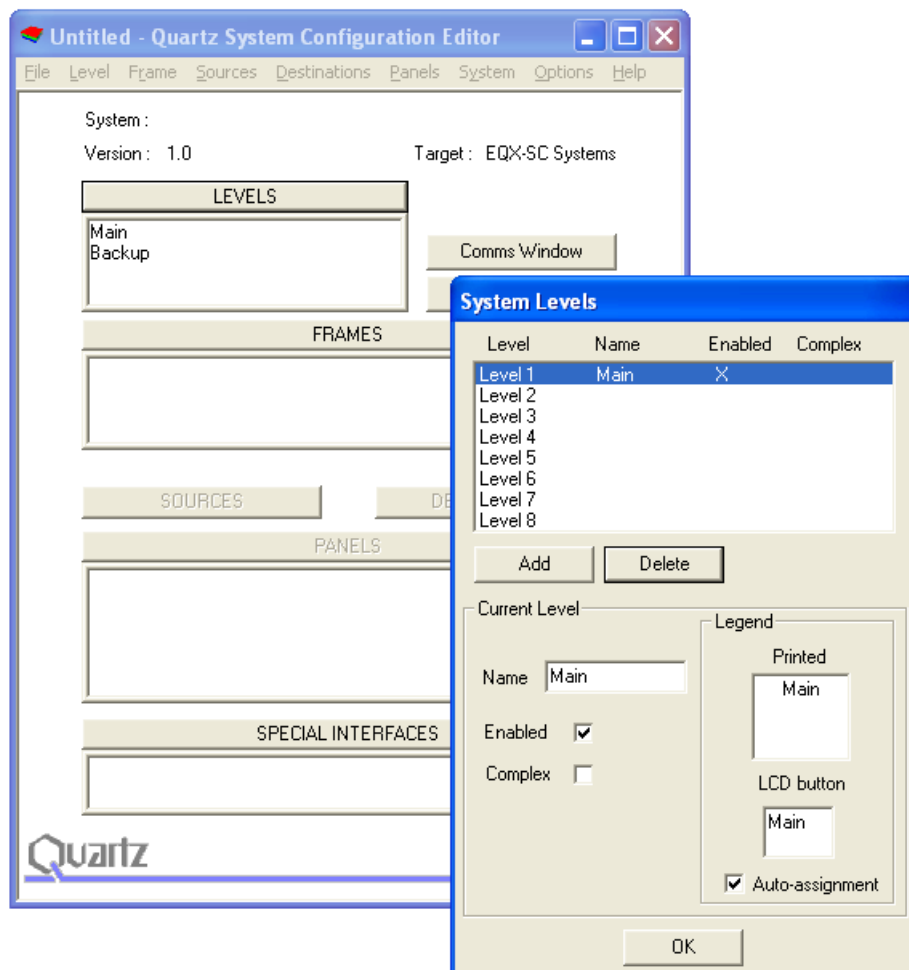 Untitled - Quartz System Configuration Editor
File Level Frame Sources Destinations Panels System Options Help
System :
Version : 1.0 Target : EQX-SC Systems
LEVELS
Main
Backup
Comms Window
FRAMES
SOURCES
DE
PANELS
SPECIAL INTERFACES
Quartz
System Levels
Level Name Enabled Complex
Level 1 Main X
Level 2
Level 3
Level 4
Level 5
Level 6
Level 7
Level 8
Add Delete
Current Level
Name Main
Enabled
Complex
Legend
Printed
Main
LCD button
Main
Auto-assignment
OK